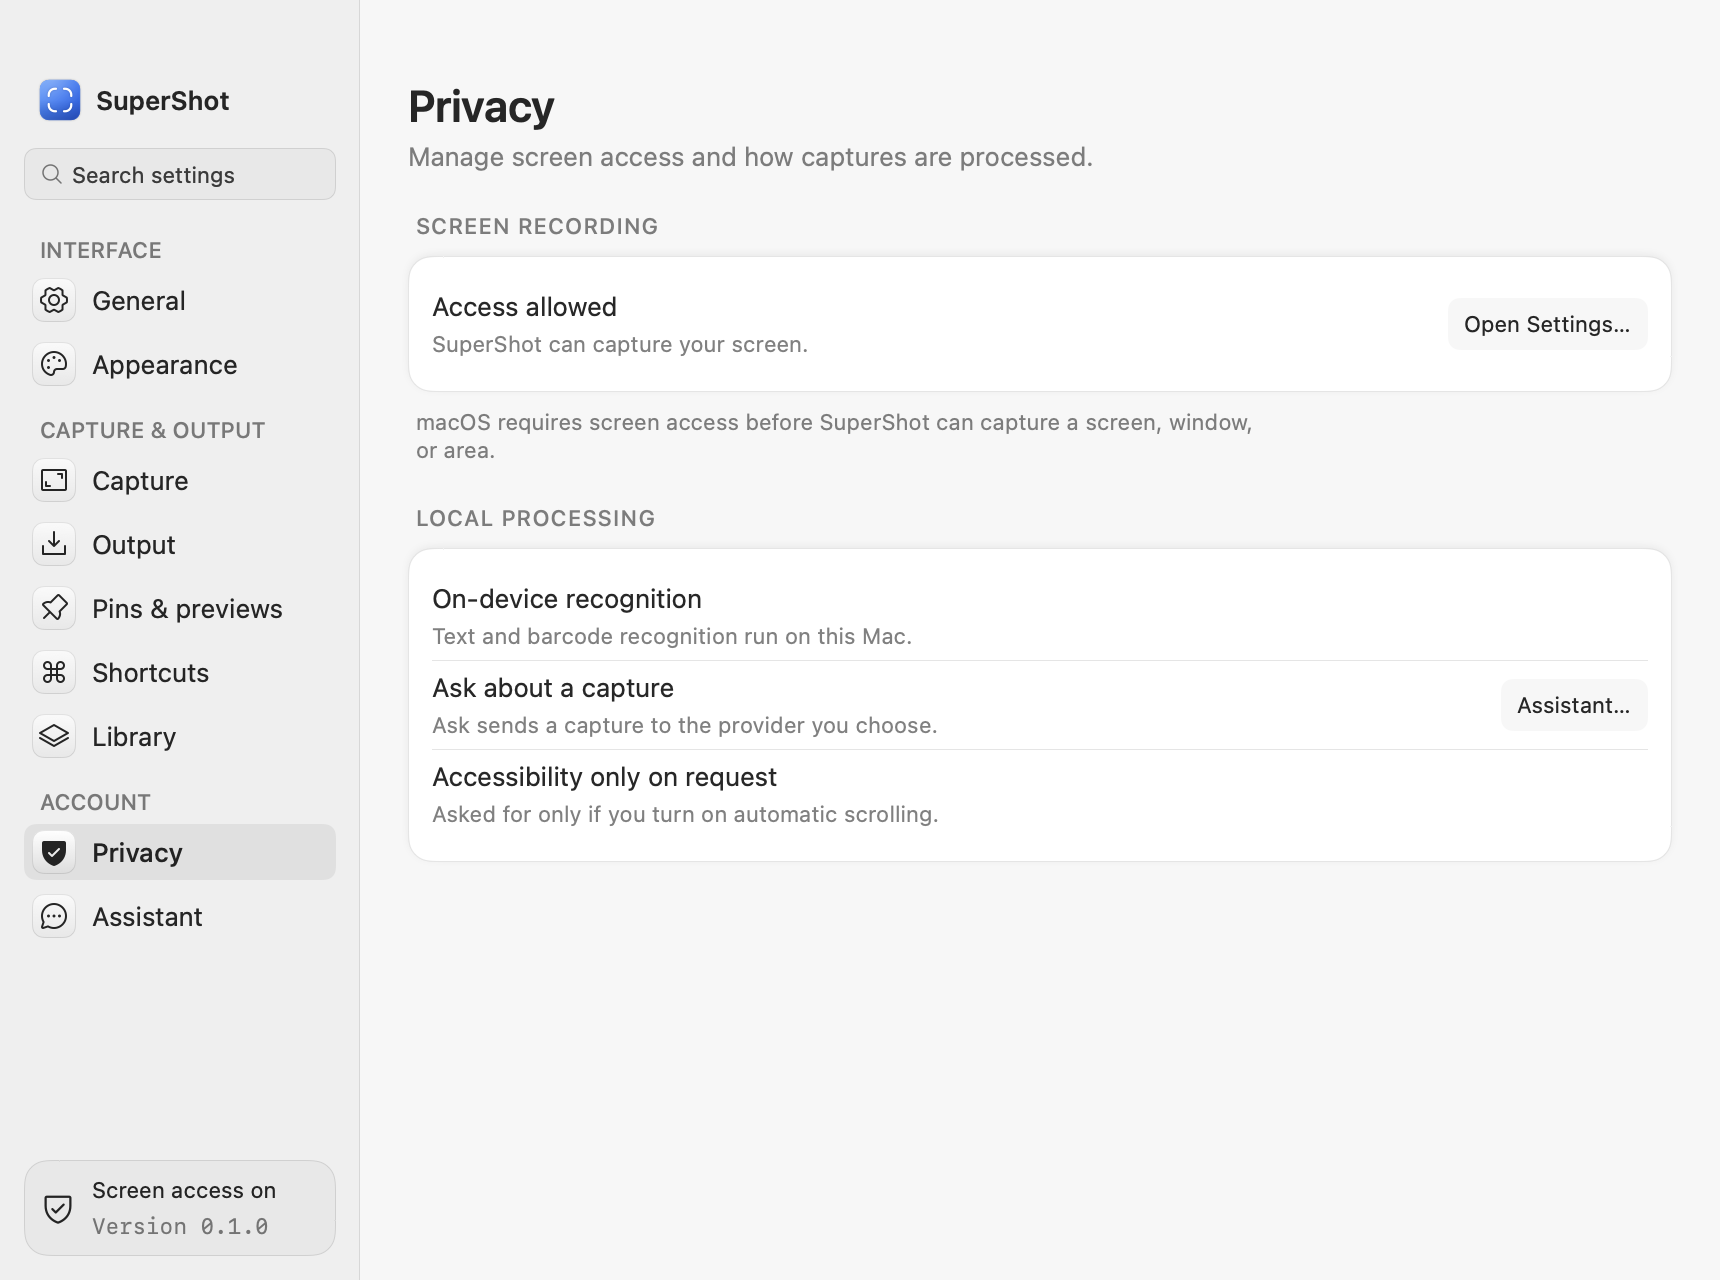 SuperShot
Search settings
INTERFACE
General
Appearance
CAPTURE & OUTPUT
Capture
Output
Pins & previews
Shortcuts
Library
ACCOUNT
Privacy
Assistant
Screen access on
Version 0.1.0
Privacy
Manage screen access and how captures are processed.
SCREEN RECORDING
Access allowed
SuperShot can capture your screen.
Open Settings...
macOS requires screen access before SuperShot can capture a screen, window,
or area.
LOCAL PROCESSING
On-device recognition
Text and barcode recognition run on this Mac.
Ask about a capture
Ask sends a capture to the provider you choose.
Assistant...
Accessibility only on request
Asked for only if you turn on automatic scrolling.